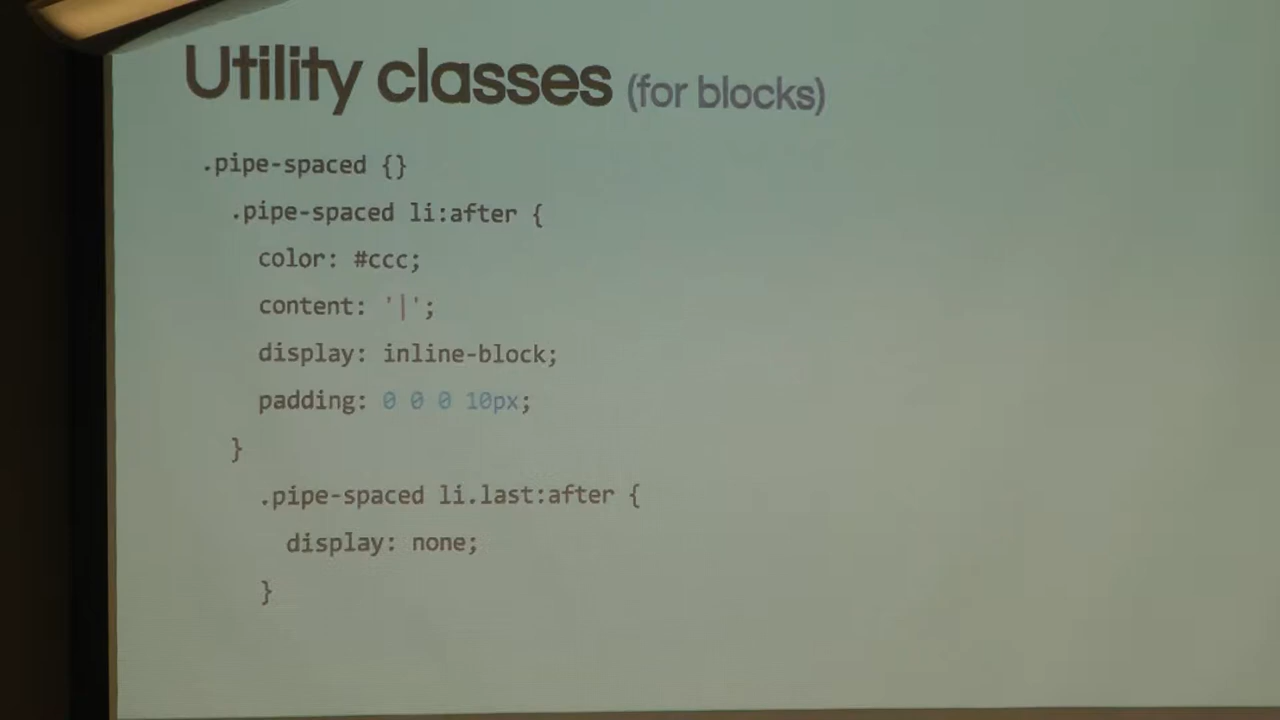 Utility classes (for blocks)
.pipe-spaced {}
.pipe-spaced li:after {
color: #ccc;
content: '|';
display: inline-block;
padding: 0 0 0 10px;
}
.pipe-spaced li.last:after {
display: none;
}